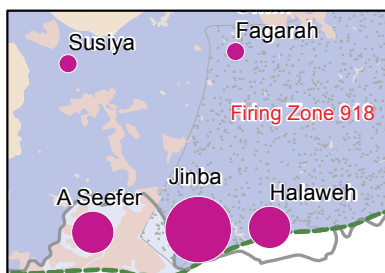 Susiya
Fagarah
Firing Zone 918
Jinba
A Seefer
Halaweh